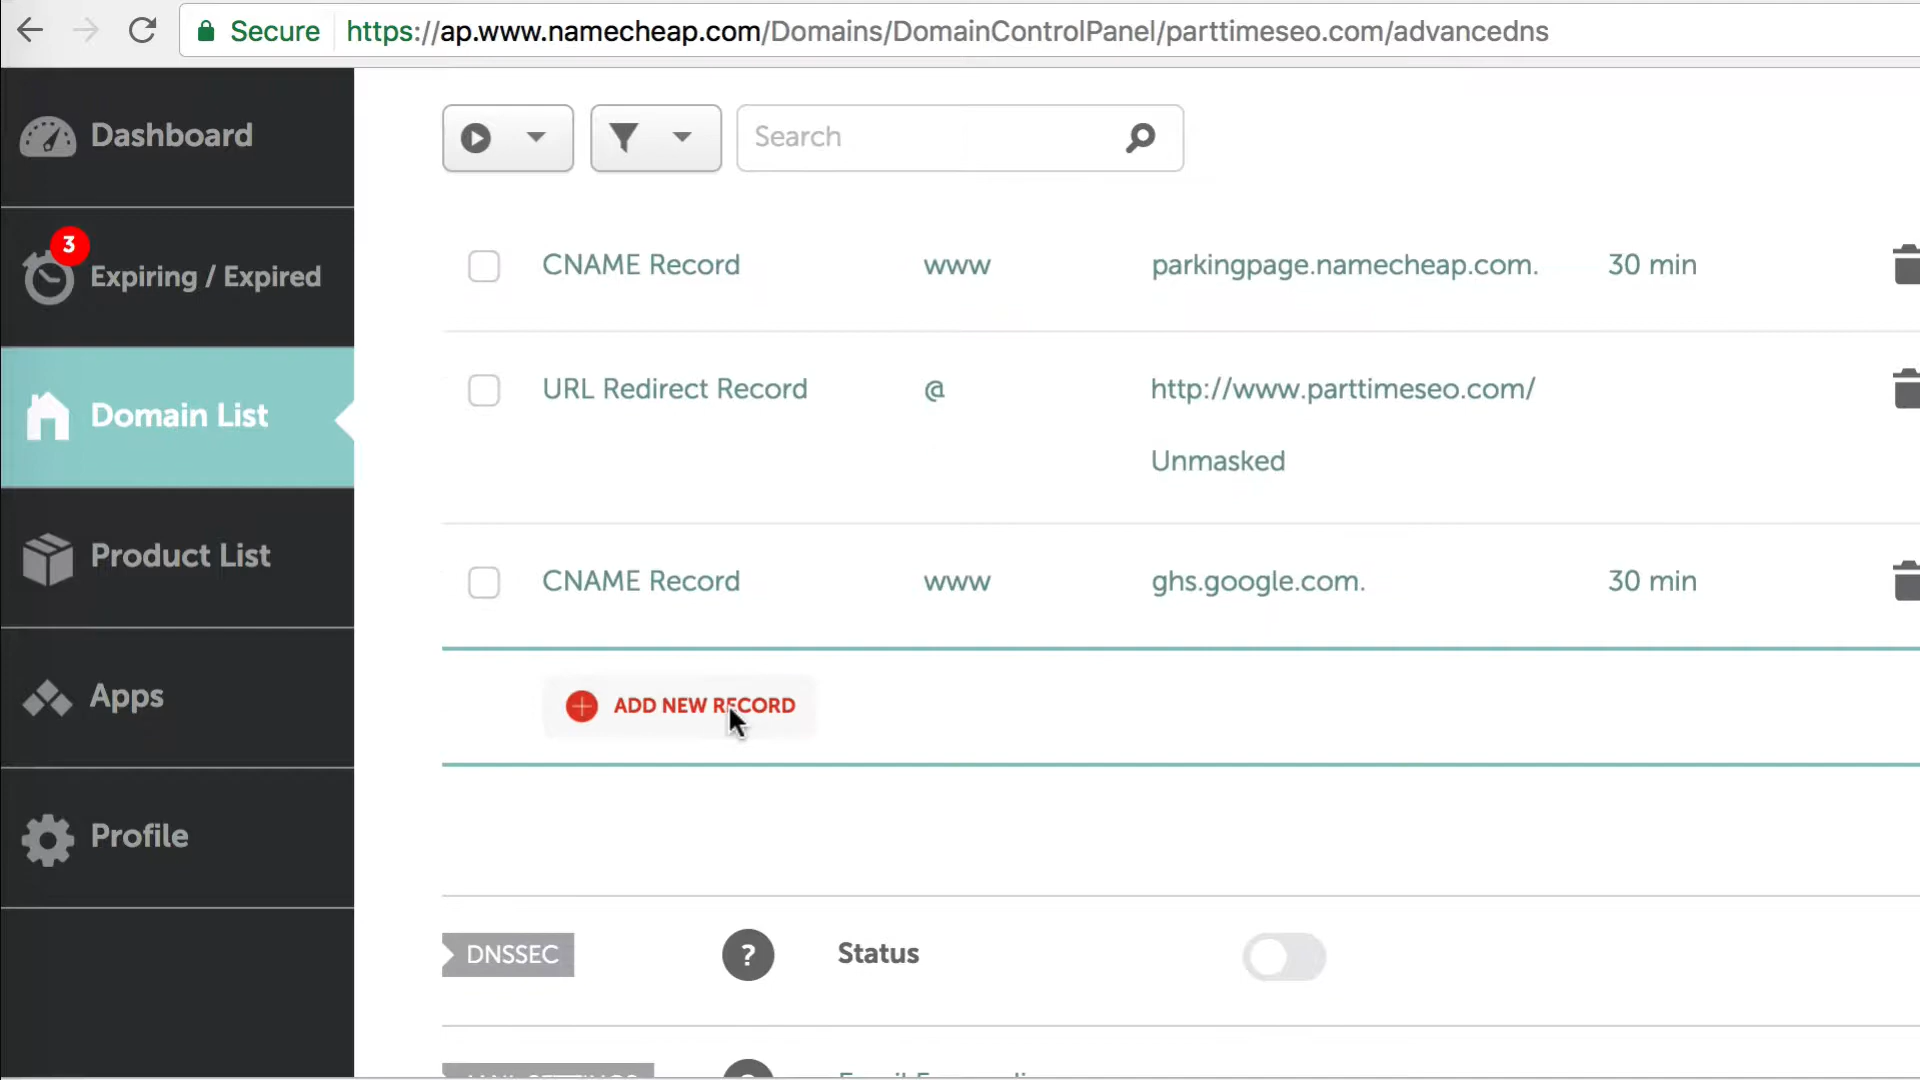 Secure https://ap.www.namecheap.com/Domains/DomainControlPanel/parttimeseo.com/advancedns
Dashboard
3
Expiring / Expired
Domain List
Product List
Apps
Profile
Search
CNAME Record www parkingpage.namecheap.com. 30 min
URL Redirect Record @ http://www.parttimeseo.com/
Unmasked
CNAME Record www ghs.google.com. 30 min
ADD NEW RECORD
DNSSEC ? Status